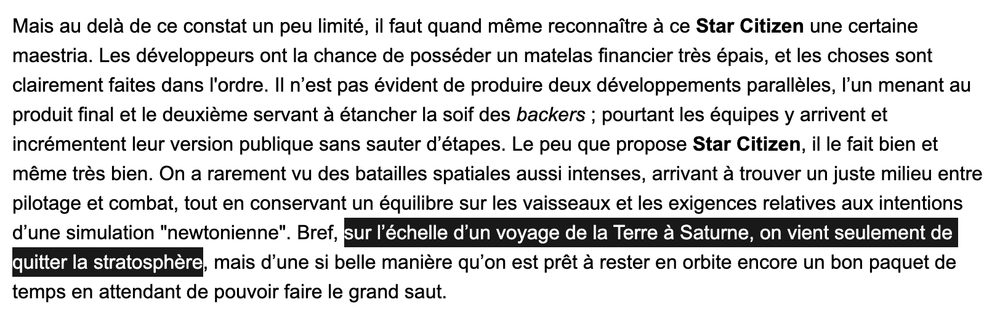 Mais au delà de ce constat un peu limité, il faut quand même reconnaître à ce Star Citizen une certaine
maestria. Les développeurs ont la chance de posséder un matelas financier très épais, et les choses sont
clairement faites dans l'ordre. Il n’est pas évident de produire deux développements parallèles, l’un menant au
produit final et le deuxième servant à étancher la soif des backers ; pourtant les équipes y arrivent et
incrémentent leur version publique sans sauter d’étapes. Le peu que propose Star Citizen, il le fait bien et
même très bien. On a rarement vu des batailles spatiales aussi intenses, arrivant à trouver un juste milieu entre
pilotage et combat, tout en conservant un équilibre sur les vaisseaux et les exigences relatives aux intentions
d’une simulation "newtonienne". Bref, sur l’échelle d’un voyage de la Terre à Saturne, on vient seulement de
quitter la stratosphère, mais d’une si belle manière qu’on est prêt à rester en orbite encore un bon paquet de
temps en attendant de pouvoir faire le grand saut.